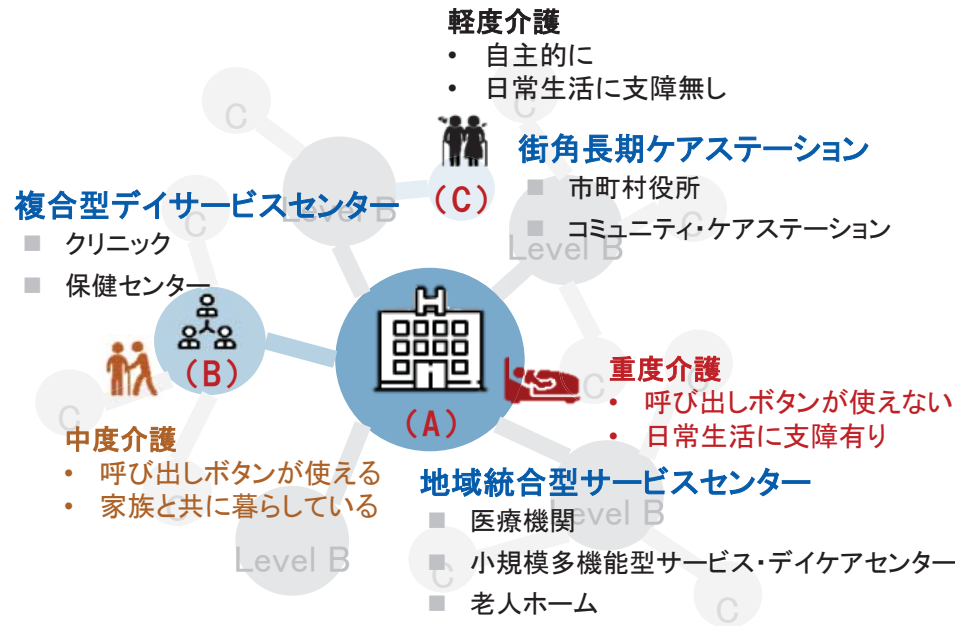 軽度介護
• 自主的に
• 日常生活に支障無し
街角長期ケアステーション
■ 市町村役所
■ コミュニティ・ケアステーション
(C)
複合型デイサービスセンター
■ クリニック
■ 保健センター
(B)
中度介護
• 呼び出しボタンが使える
• 家族と共に暮らしている
H
(A)
重度介護
• 呼び出しボタンが使えない
• 日常生活に支障有り
地域統合型サービスセンター
■ 医療機関
■ 小規模多機能型サービス・デイケアセンター
■ 老人ホーム
C
C
C
Level B
Level B
C
C
C
C
Level B
Level B
C
C
C